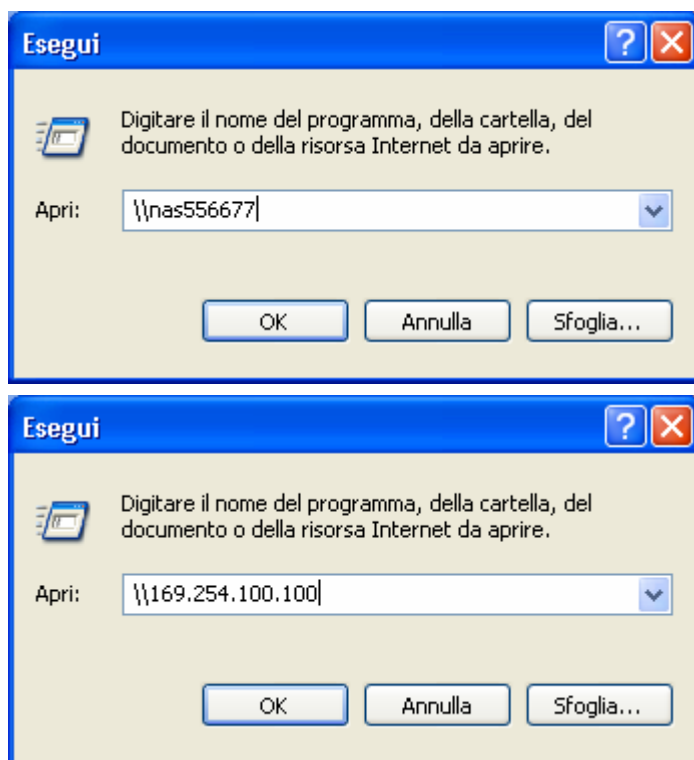 Esegui
Digitare il nome del programma, della cartella, del
documento o della risorsa Internet da aprire.
Apri:
\\nas556677
OK
Annulla
Sfoglia...
Esegui
Digitare il nome del programma, della cartella, del
documento o della risorsa Internet da aprire.
Apri:
\\169.254.100.100
OK
Annulla
Sfoglia...